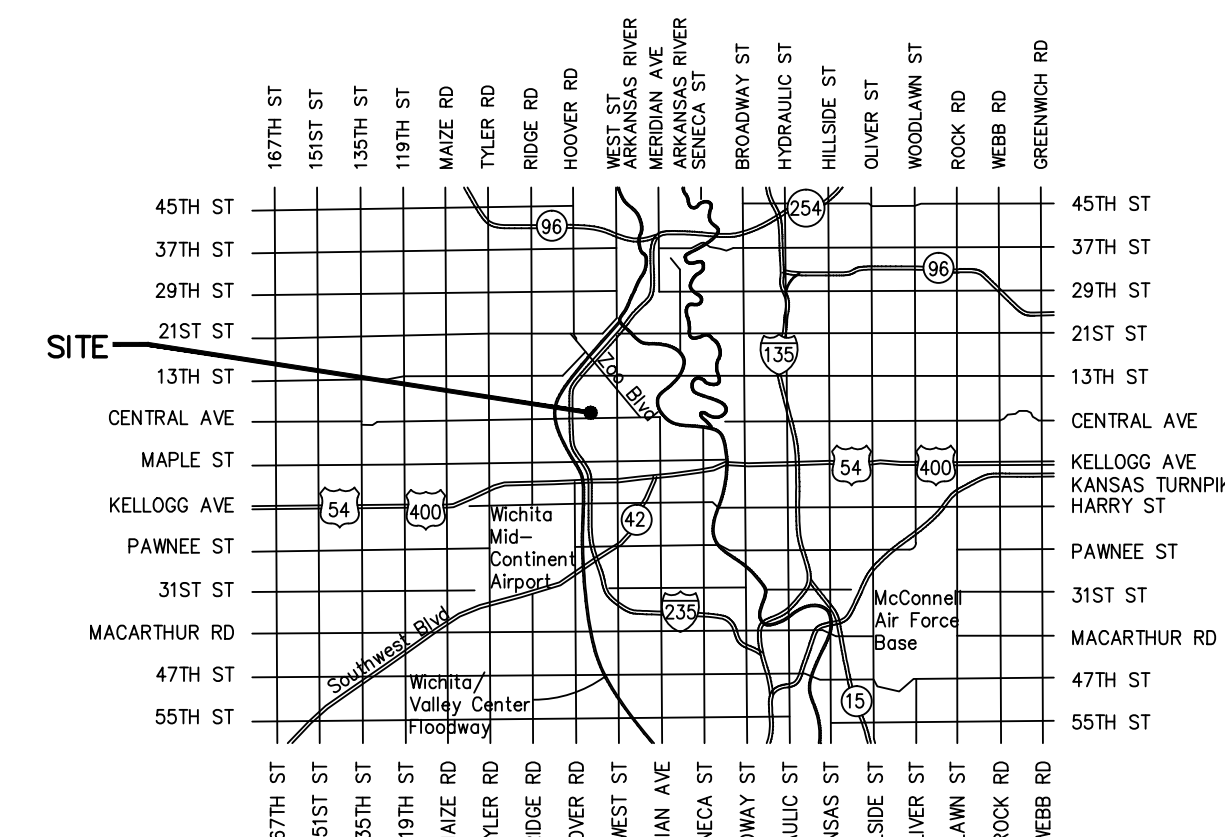 167TH ST
151ST ST
135TH ST
119TH ST
MAIZE RD
TYLER RD
RIDGE RD
HOOVER RD
WEST ST
ARKANSAS RIVER
MERIDIAN AVE
ARKANSAS RIVER
SENECA ST
BROADWAY ST
HYDRAULIC ST
HILLSIDE ST
OLIVER ST
WOODLAWN ST
ROCK RD
WEBB RD
GREENWICH RD
45TH ST
37TH ST
29TH ST
21ST ST
SITE
13TH ST
CENTRAL AVE
MAPLE ST
KELLOGG AVE
PAWNEE ST
31ST ST
MACARTHUR RD
47TH ST
55TH ST
96
254
96
135
Zoo Blvd
54
400
54
400
42
Wichita
Mid-
Continent
Airport
235
McConnell
Air Force
Base
Southwest Blvd
Wichita/
Valley Center
Floodway
15
45TH ST
37TH ST
29TH ST
21ST ST
13TH ST
CENTRAL AVE
KELLOGG AVE
KANSAS TURNPIK
HARRY ST
PAWNEE ST
31ST ST
MACARTHUR RD
47TH ST
55TH ST
67TH ST
51ST ST
35TH ST
19TH ST
AIZE RD
YLER RD
IDGE RD
OVER RD
WEST ST
IAN AVE
NECA ST
DWAY ST
AULIC ST
NSAS ST
LSIDE ST
IVER ST
LAWN ST
ROCK RD
WEBB RD